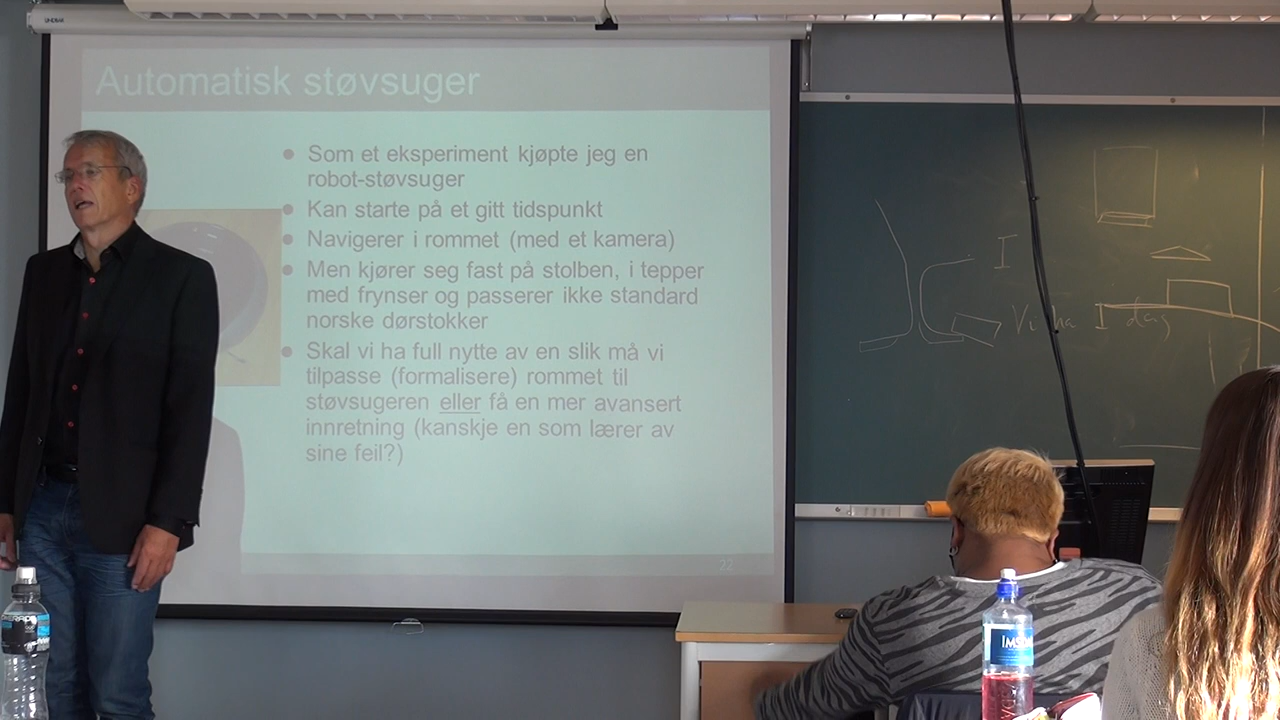 Automatisk støvsuger
Som et eksperiment kjøpte jeg en
robot-støvsuger
Kan starte på et gitt tidspunkt
Navigerer i rommet (med et kamera)
Men kjører seg fast på stolben, i tepper
med frynser og passerer ikke standard
norske dørstokker
Skal vi ha full nytte av en slik må vi
tilpasse (formalisere) rommet til
støvsugeren eller få en mer avansert
innretning (kanskje en som lærer av
sine feil?)
22
I
Vi ha I dag
IMSDAL